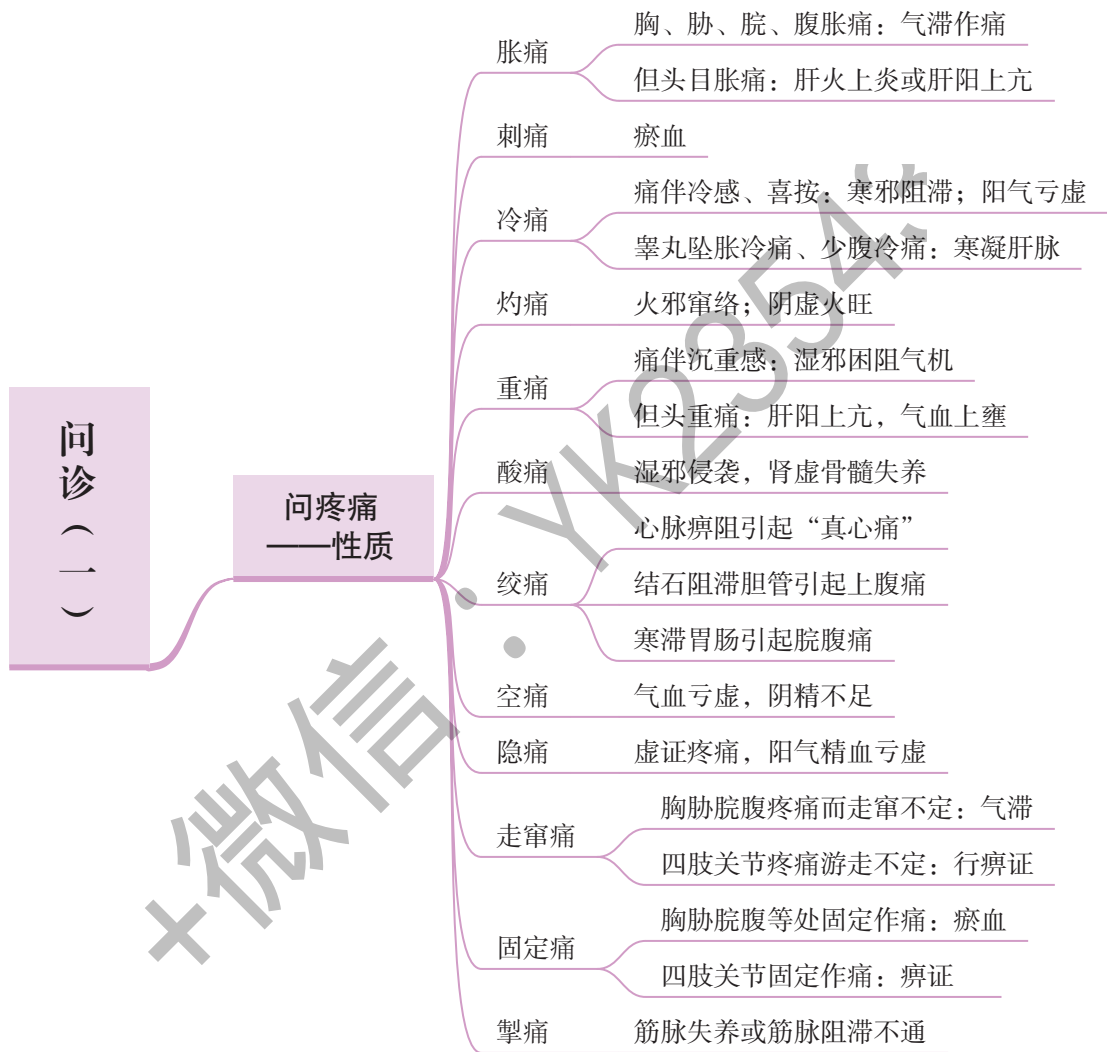 问诊（一）
问疼痛
——性质
胀痛
胸、胁、脘、腹胀痛：气滞作痛
但头目胀痛：肝火上炎或肝阳上亢
刺痛
瘀血
冷痛
痛伴冷感、喜按：寒邪阻滞；阳气亏虚
睾丸坠胀冷痛、少腹冷痛：寒凝肝脉
灼痛
火邪窜络；阴虚火旺
重痛
痛伴沉重感：湿邪困阻气机
但头重痛：肝阳上亢，气血上壅
酸痛
湿邪侵袭，肾虚骨髓失养
绞痛
心脉痹阻引起“真心痛”
结石阻滞胆管引起上腹痛
寒滞胃肠引起脘腹痛
空痛
气血亏虚，阴精不足
隐痛
虚证疼痛，阳气精血亏虚
走窜痛
胸胁脘腹疼痛而走窜不定：气滞
四肢关节疼痛游走不定：行痹证
固定痛
胸胁脘腹等处固定作痛：瘀血
四肢关节固定作痛：痹证
掣痛
筋脉失养或筋脉阻滞不通
+微信：YK2354